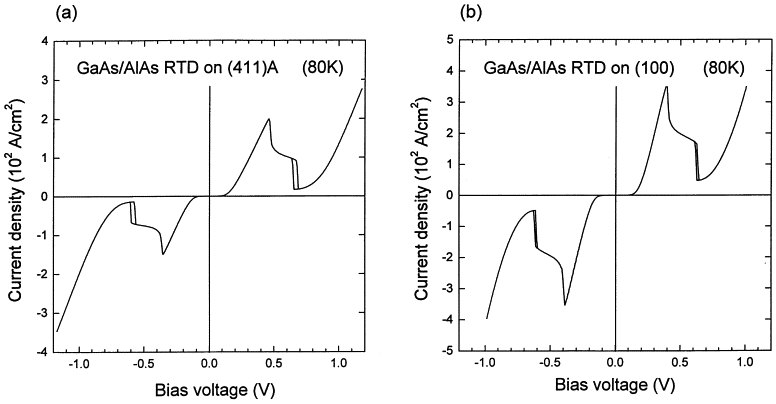 (a)
GaAs/AlAs RTD on (411)A (80K)
Current density (10² A/cm²)
4
3
2
1
0
-1
-2
-3
-4
-1.0 -0.5 0.0 0.5 1.0
Bias voltage (V)
(b)
GaAs/AlAs RTD on (100) (80K)
Current density (10² A/cm²)
5
4
3
2
1
0
-1
-2
-3
-4
-5
-1.0 -0.5 0.0 0.5 1.0
Bias voltage (V)